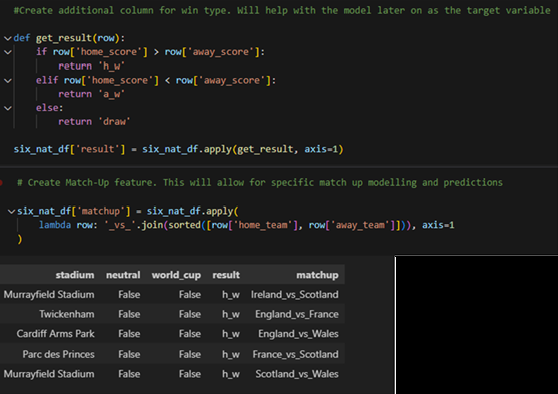 #Create additional column for win type. Will help with the model later on as the target variable
def get_result(row):
    if row['home_score'] > row['away_score']:
        return 'h_w'
    elif row['home_score'] < row['away_score']:
        return 'a_w'
    else:
        return 'draw'
six_nat_df['result'] = six_nat_df.apply(get_result, axis=1)
# Create Match-Up feature. This will allow for specific match up modelling and predictions
six_nat_df['matchup'] = six_nat_df.apply(
    lambda row: '_vs_'.join(sorted([row['home_team'], row['away_team']])), axis=1
)
stadium neutral world_cup result matchup
Murrayfield Stadium False False h_w Ireland_vs_Scotland
Twickenham False False h_w England_vs_France
Cardiff Arms Park False False h_w England_vs_Wales
Parc des Princes False False h_w France_vs_Scotland
Murrayfield Stadium False False h_w Scotland_vs_Wales